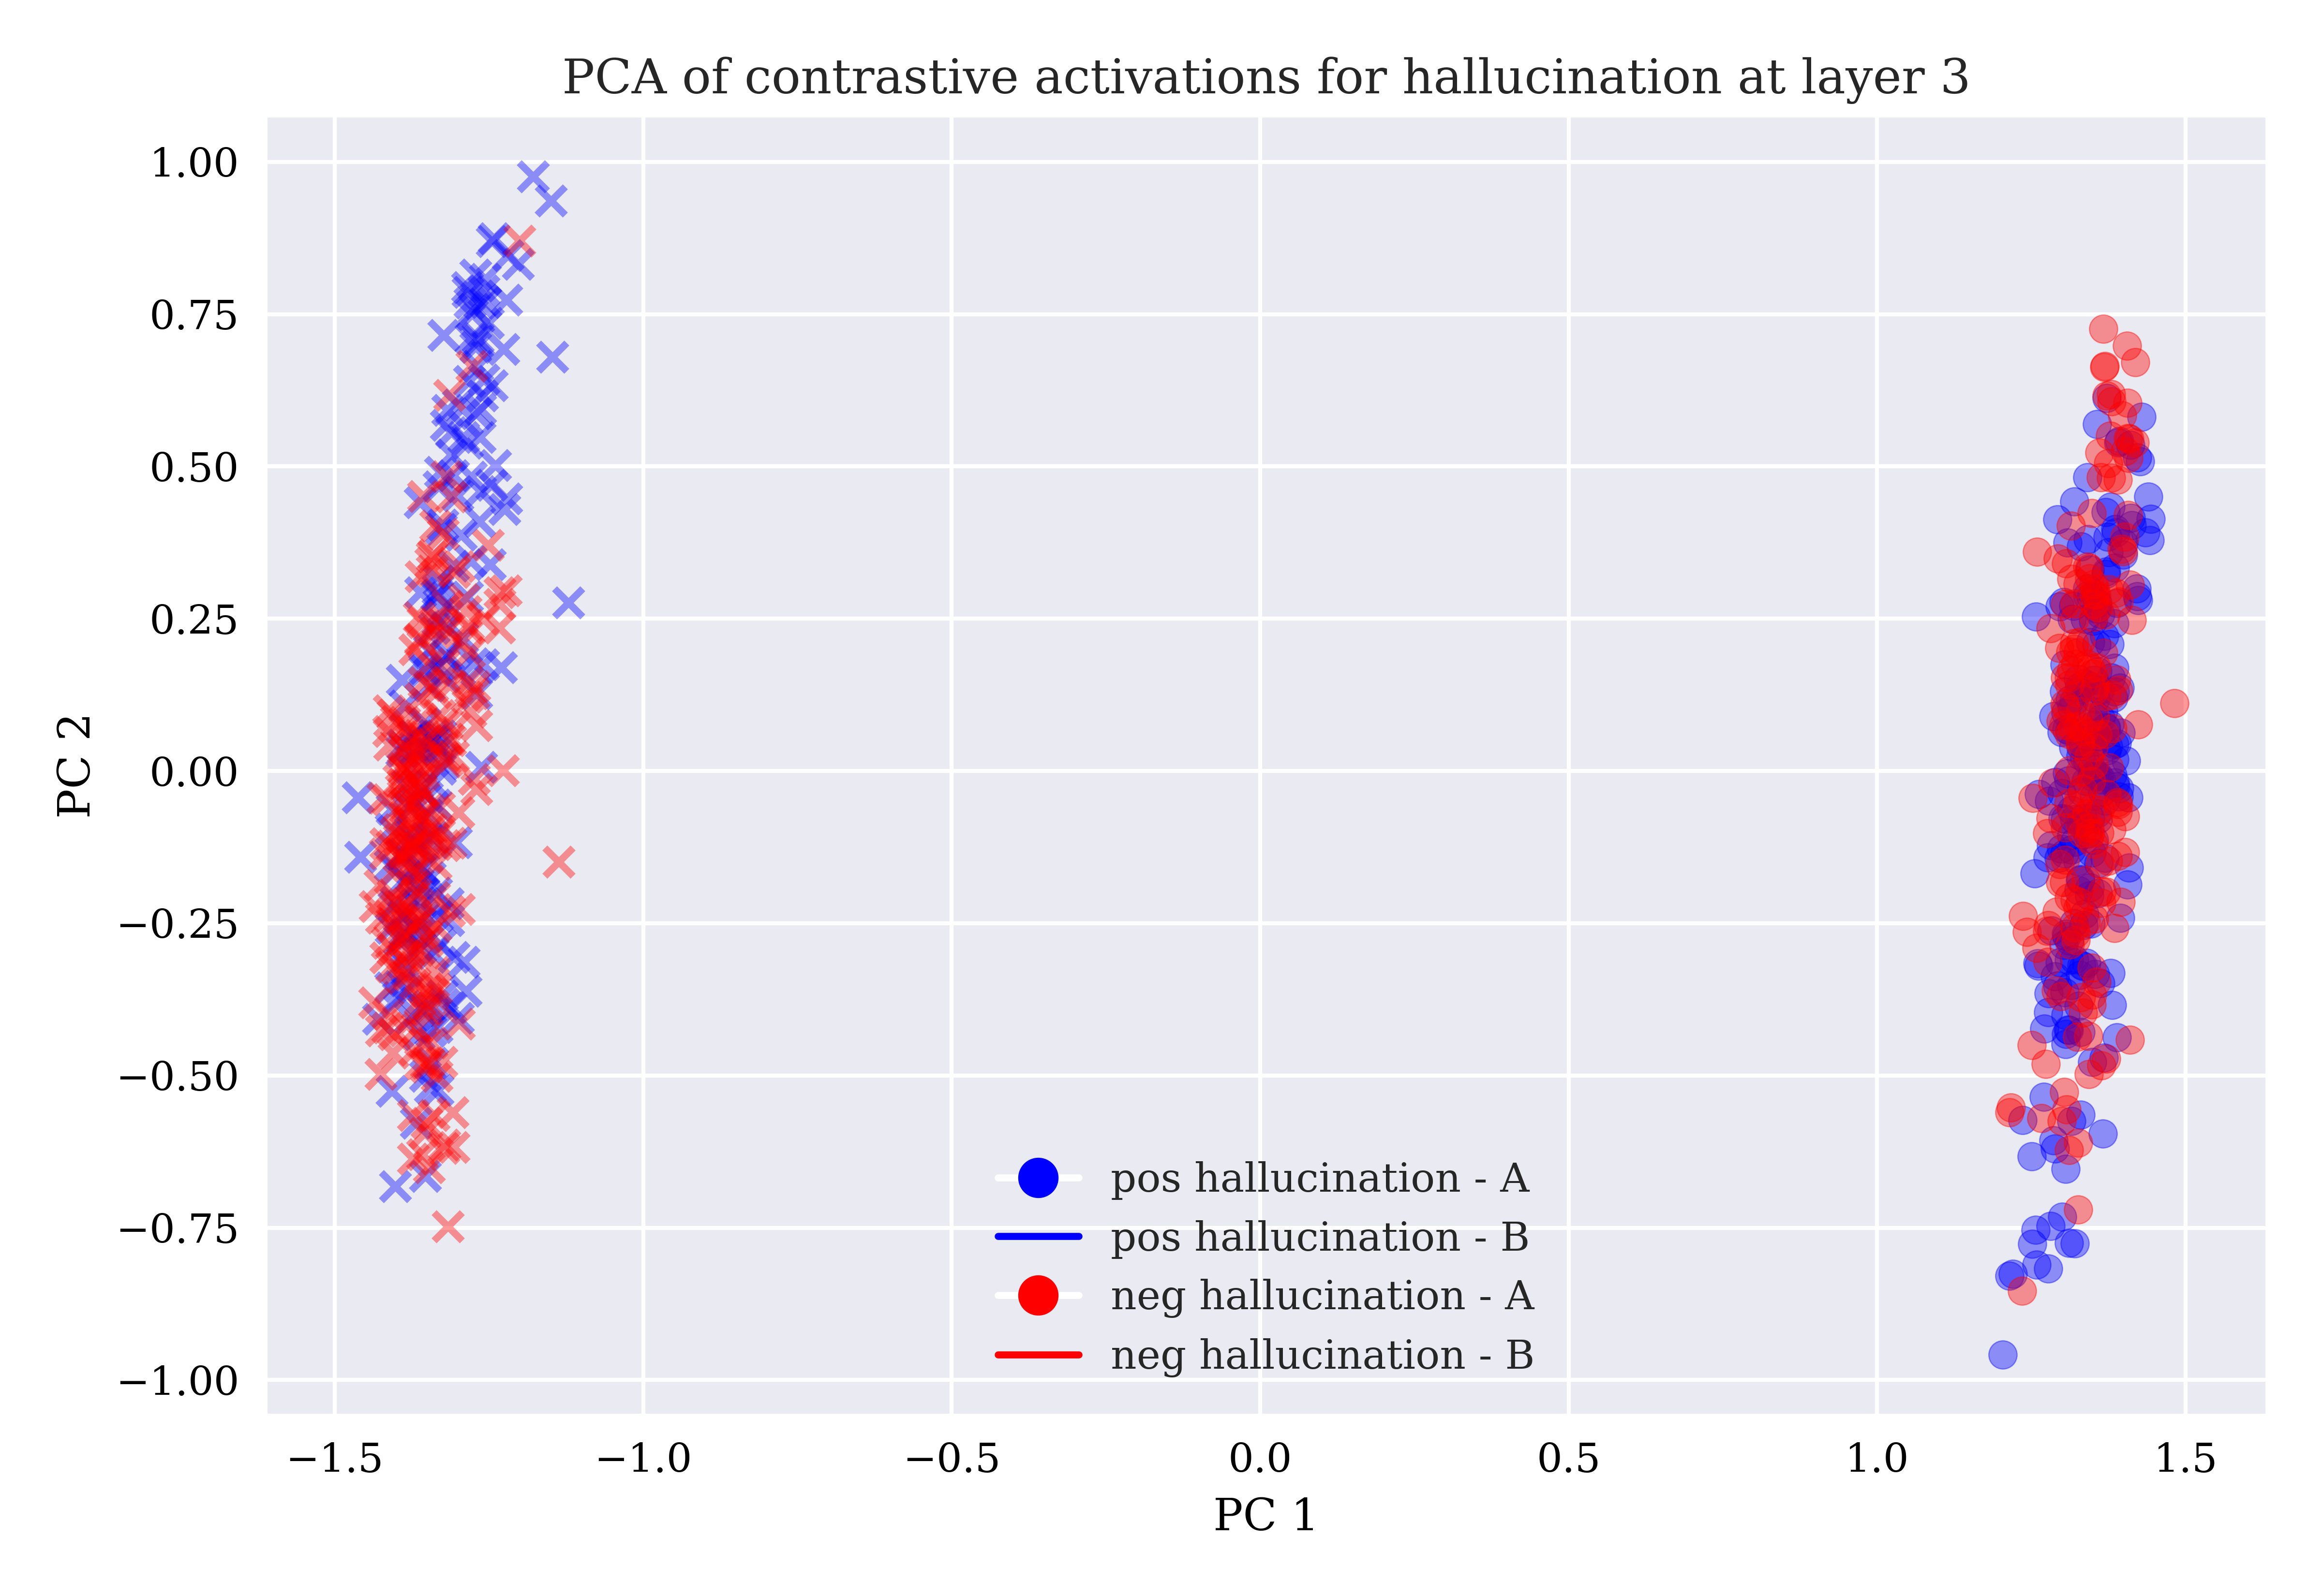 PCA of contrastive activations for hallucination at layer 3
1.00
0.75
0.50
0.25
0.00
−0.25
−0.50
−0.75
−1.00
PC 2
pos hallucination - A
pos hallucination - B
neg hallucination - A
neg hallucination - B
−1.5 −1.0 −0.5 0.0 0.5 1.0 1.5
PC 1